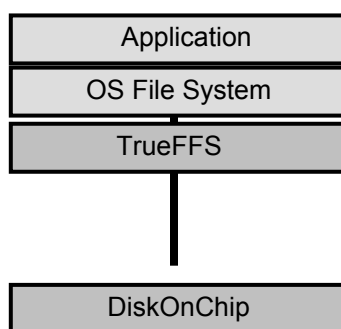 Application
OS File System
TrueFFS
DiskOnChip